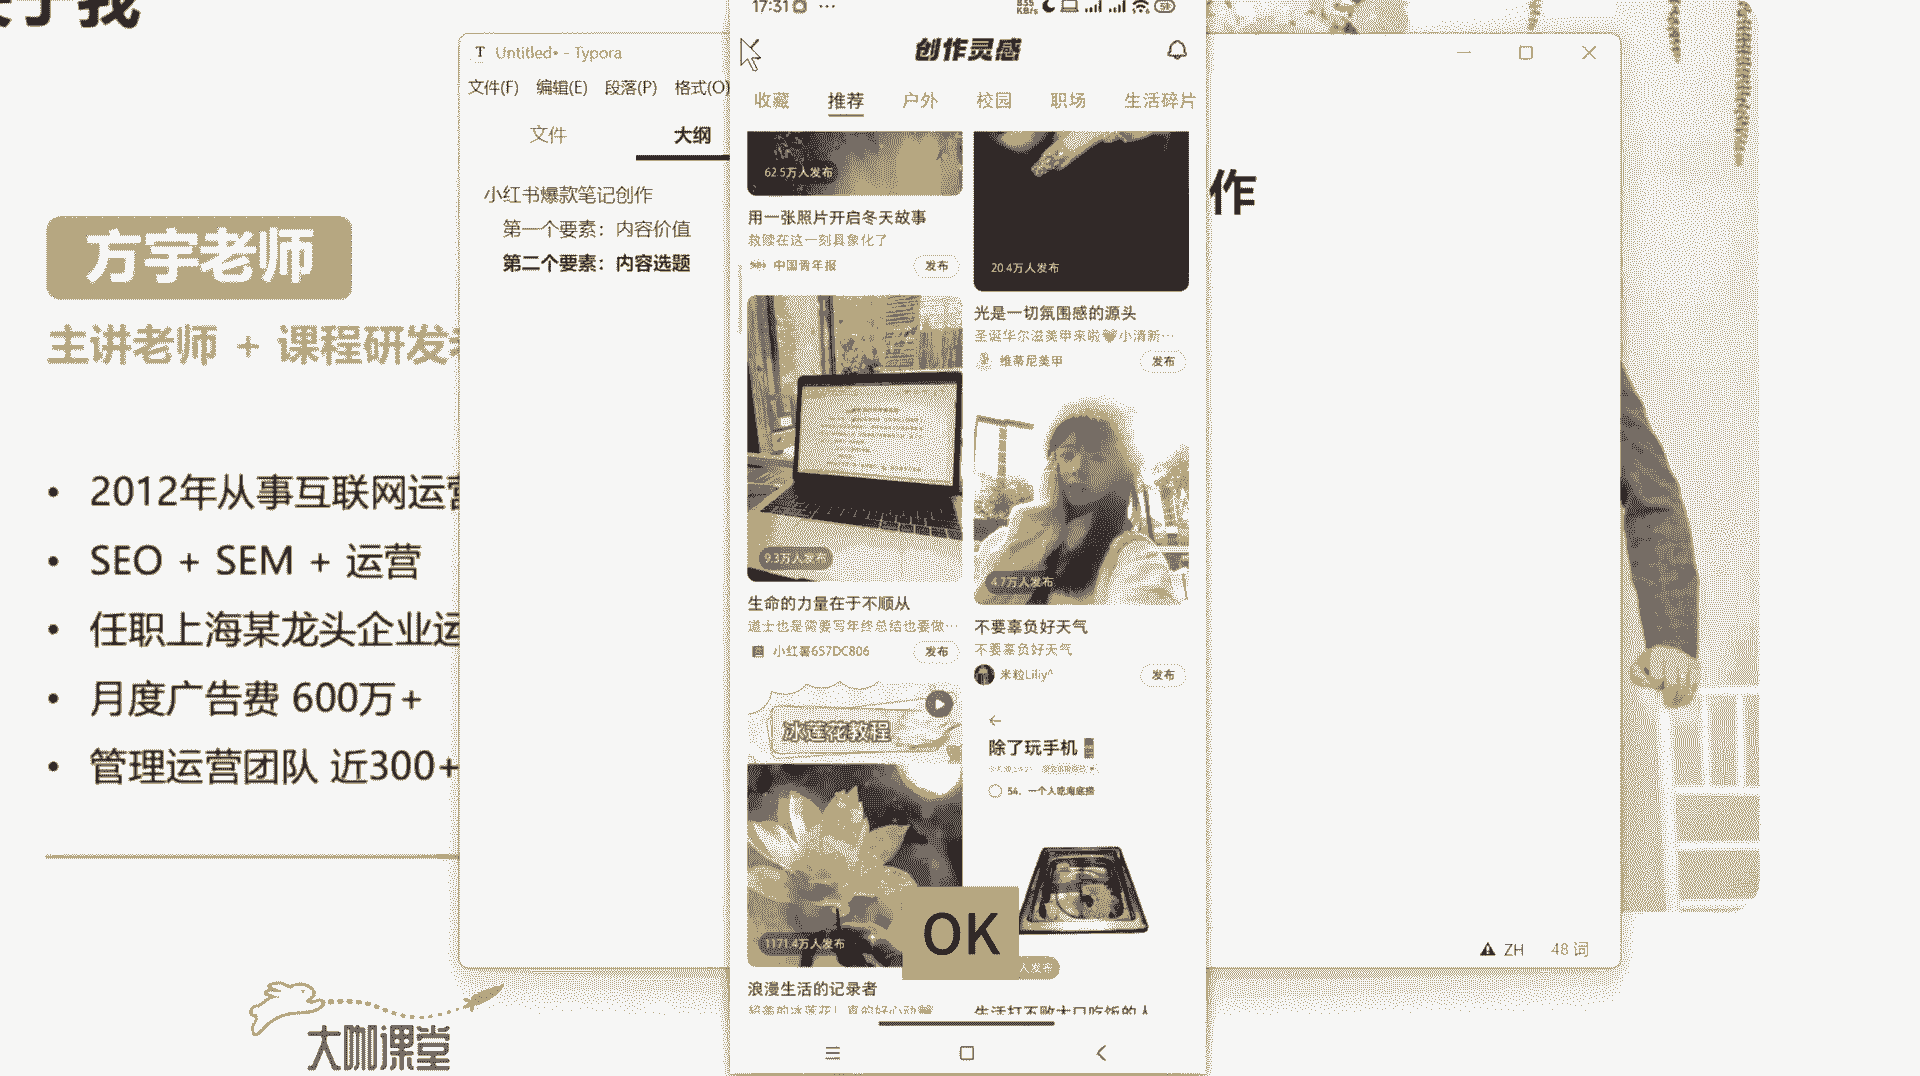 方宇老师
主讲老师 + 课程研发
2012年从事互联网运营
SEO + SEM + 运营
任职上海某龙头企业运
月度广告费 600万+
管理运营团队 近300+
大咖课堂
Untitled• - Typora
文件(F) 编辑(E) 段落(P) 格式(O)
文件 大纲
小红书爆款笔记创作
第一个要素：内容价值
第二个要素：内容选题
作
ZH 48 词
17:31
创作灵感
收藏 推荐 户外 校园 职场 生活碎片
62.5万人发布
用一张照片开启冬天故事
救赎在这一刻具象化了
中国青年报 发布
20.4万人发布
光是一切氛围感的源头
圣诞华尔滋美甲来啦🖤小清新…
维蒂尼美甲 发布
9.3万人发布
生命的力量在于不顺从
道士也是需要写年终总结也要做…
小红薯657DC806 发布
4.7万人发布
不要辜负好天气
不要辜负好天气
米粒Liliy^ 发布
冰莲花教程
1171.4万人发布
浪漫生活的记录者
除了玩手机
54. 一个人吃海底捞
人发布
生活打不败大口吃饭的人
OK